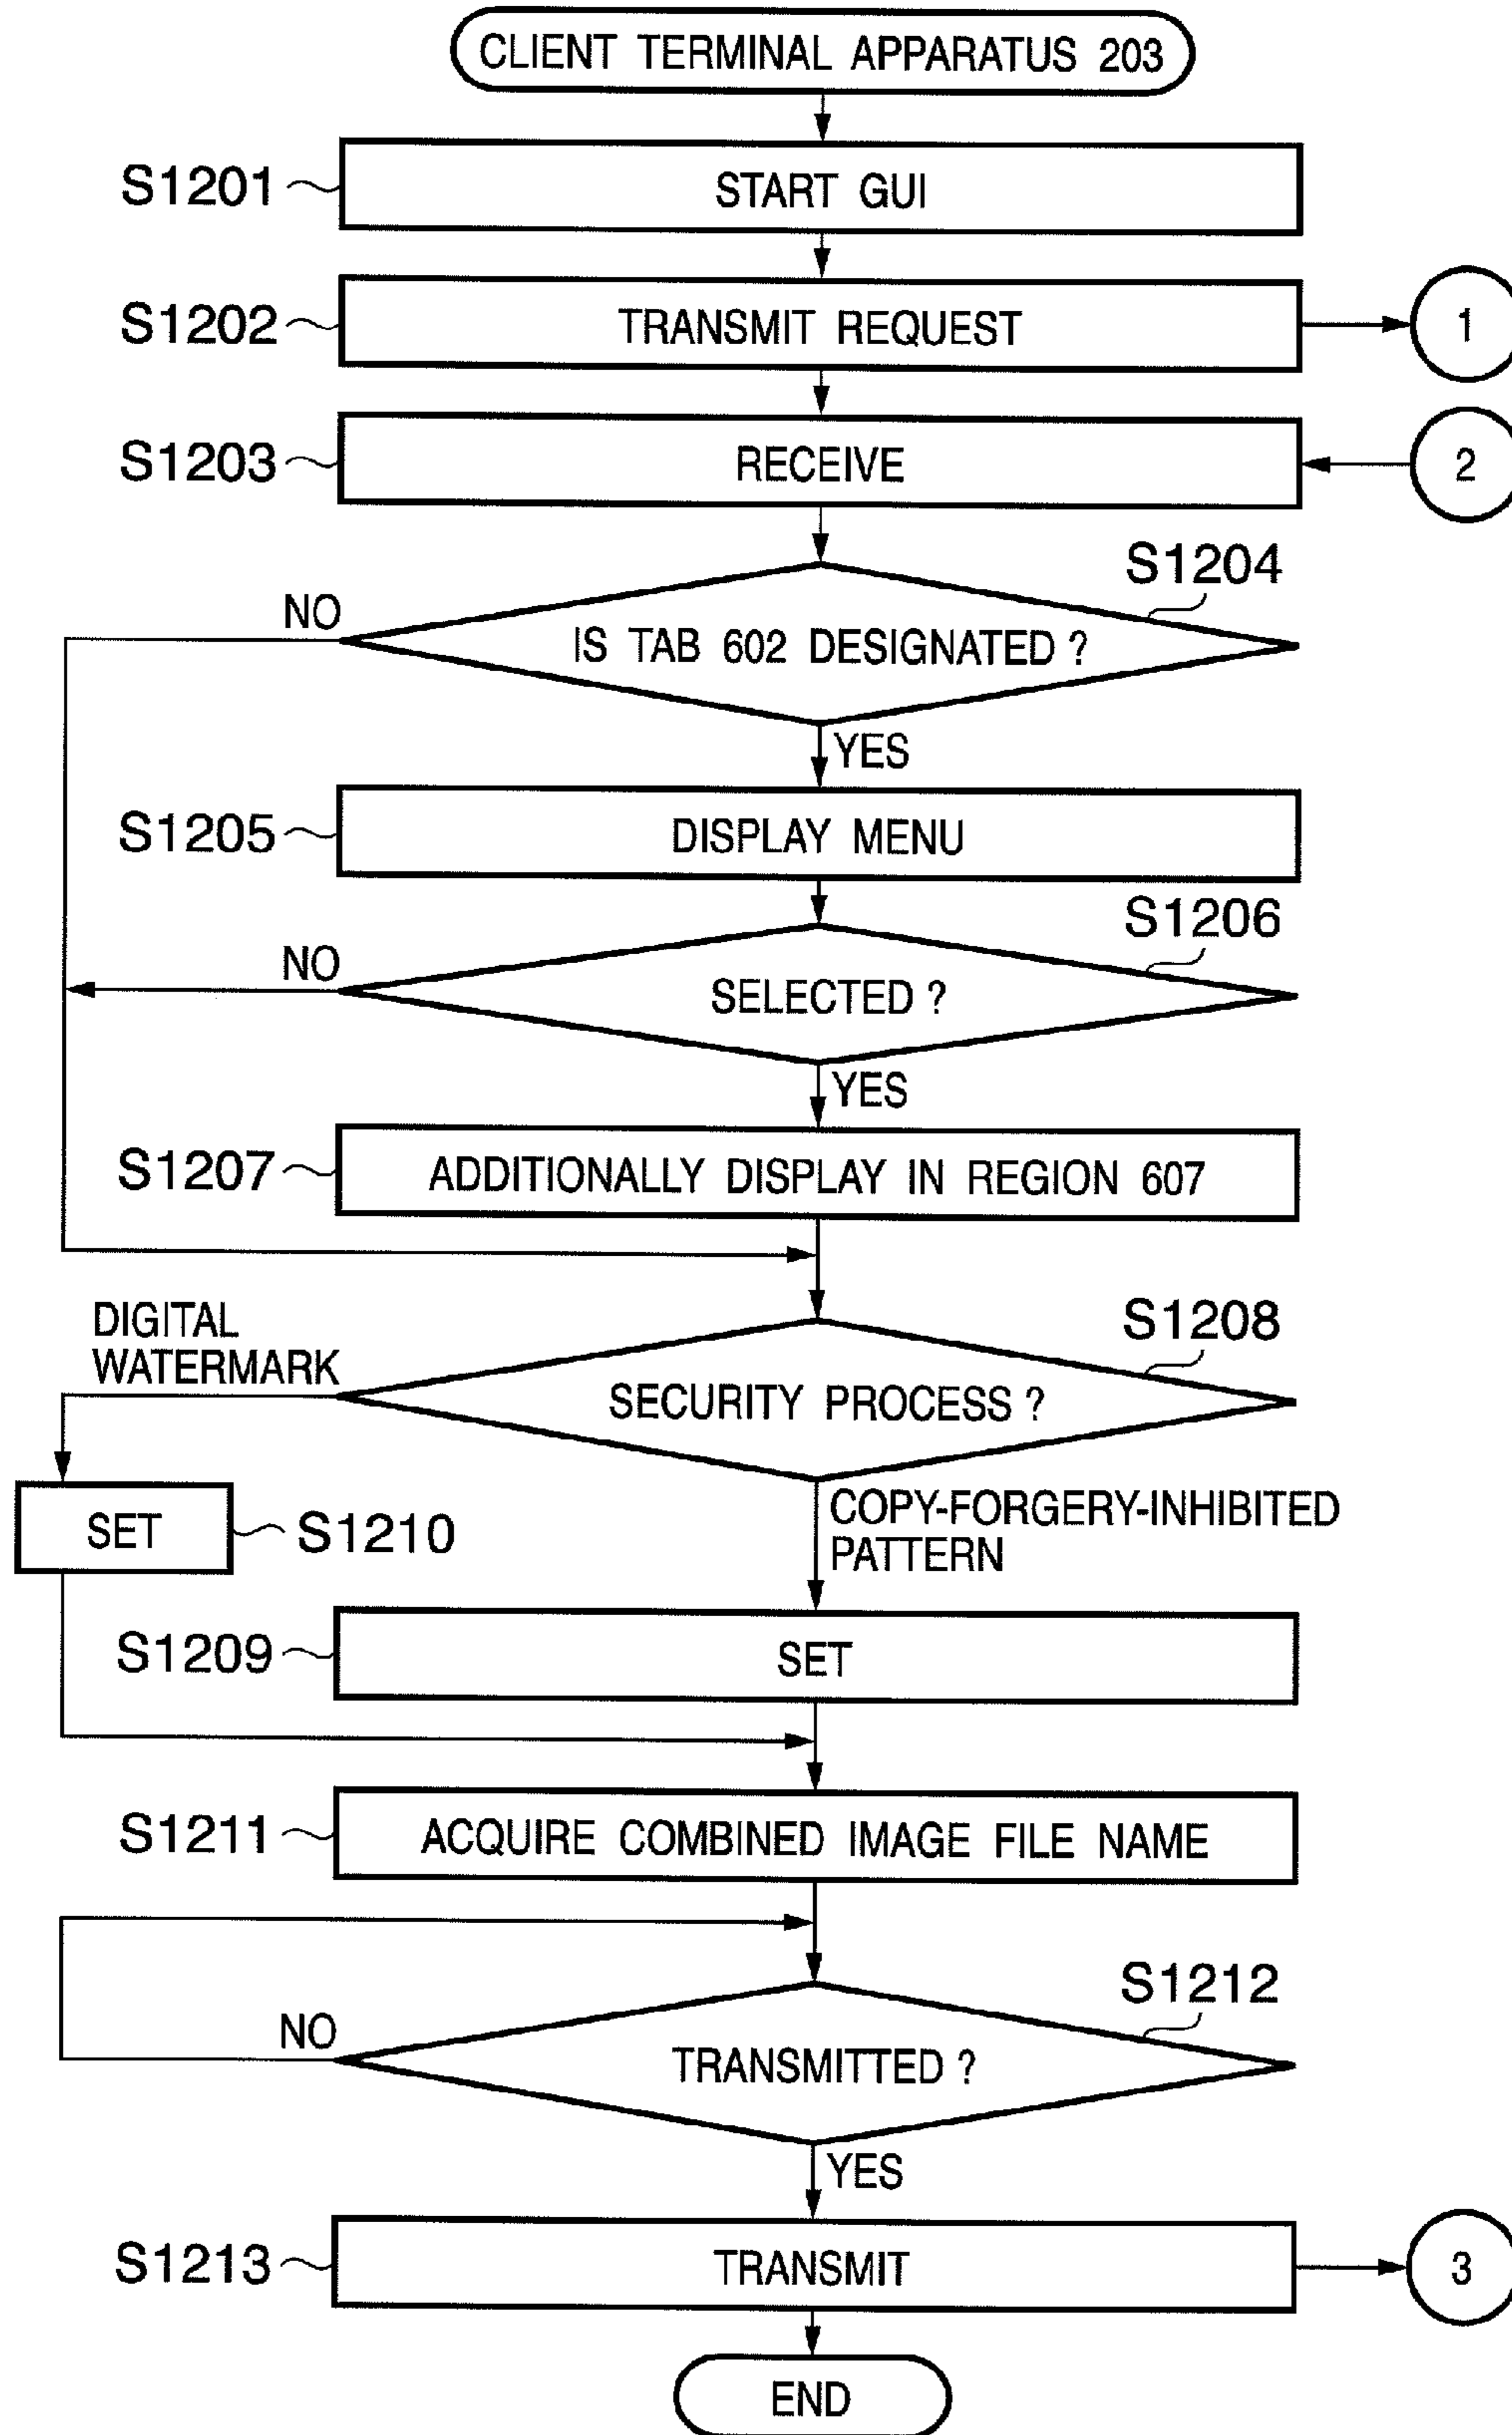 CLIENT TERMINAL APPARATUS 203
S1201
START GUI
S1202
TRANSMIT REQUEST
1
S1203
RECEIVE
2
S1204
NO
IS TAB 602 DESIGNATED ?
YES
S1205
DISPLAY MENU
S1206
NO
SELECTED ?
YES
S1207
ADDITIONALLY DISPLAY IN REGION 607
DIGITAL
WATERMARK
S1208
SECURITY PROCESS ?
SET
S1210
COPY-FORGERY-INHIBITED
PATTERN
S1209
SET
S1211
ACQUIRE COMBINED IMAGE FILE NAME
S1212
NO
TRANSMITTED ?
YES
S1213
TRANSMIT
3
END